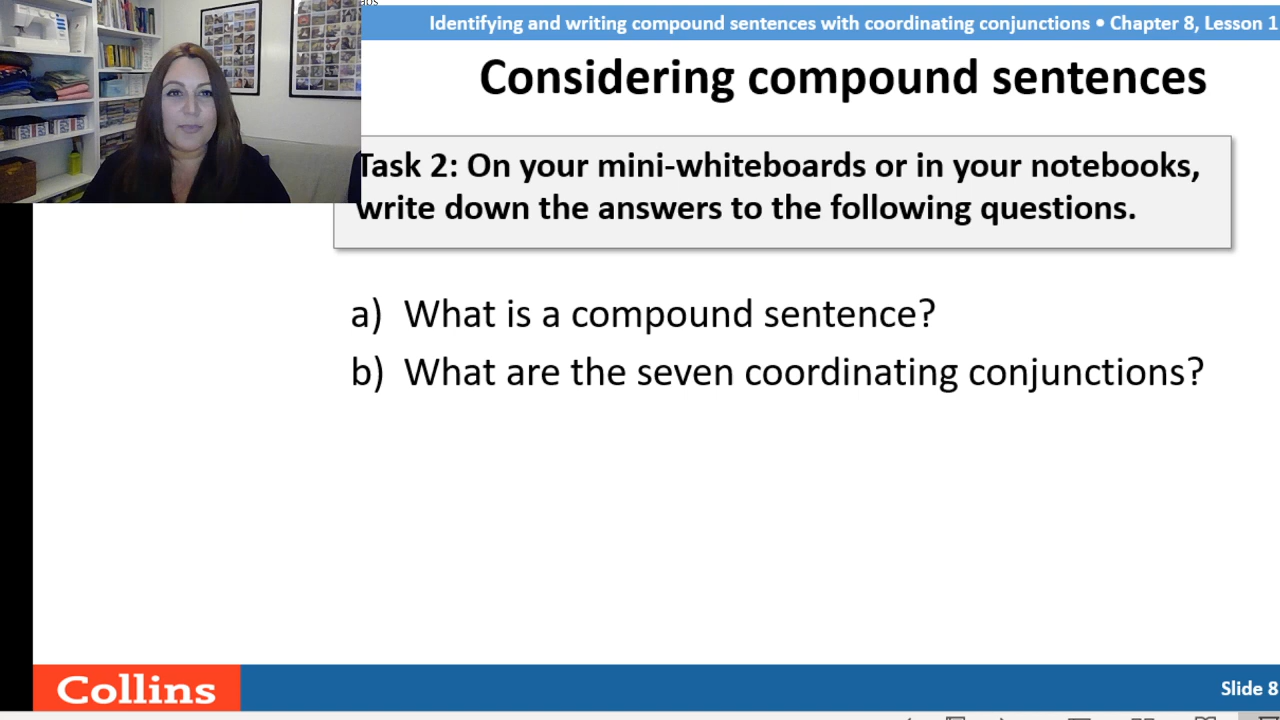 abs
Identifying and writing compound sentences with coordinating conjunctions • Chapter 8, Lesson 1
Considering compound sentences
Task 2: On your mini-whiteboards or in your notebooks,
write down the answers to the following questions.
a) What is a compound sentence?
b) What are the seven coordinating conjunctions?
Collins
Slide 8